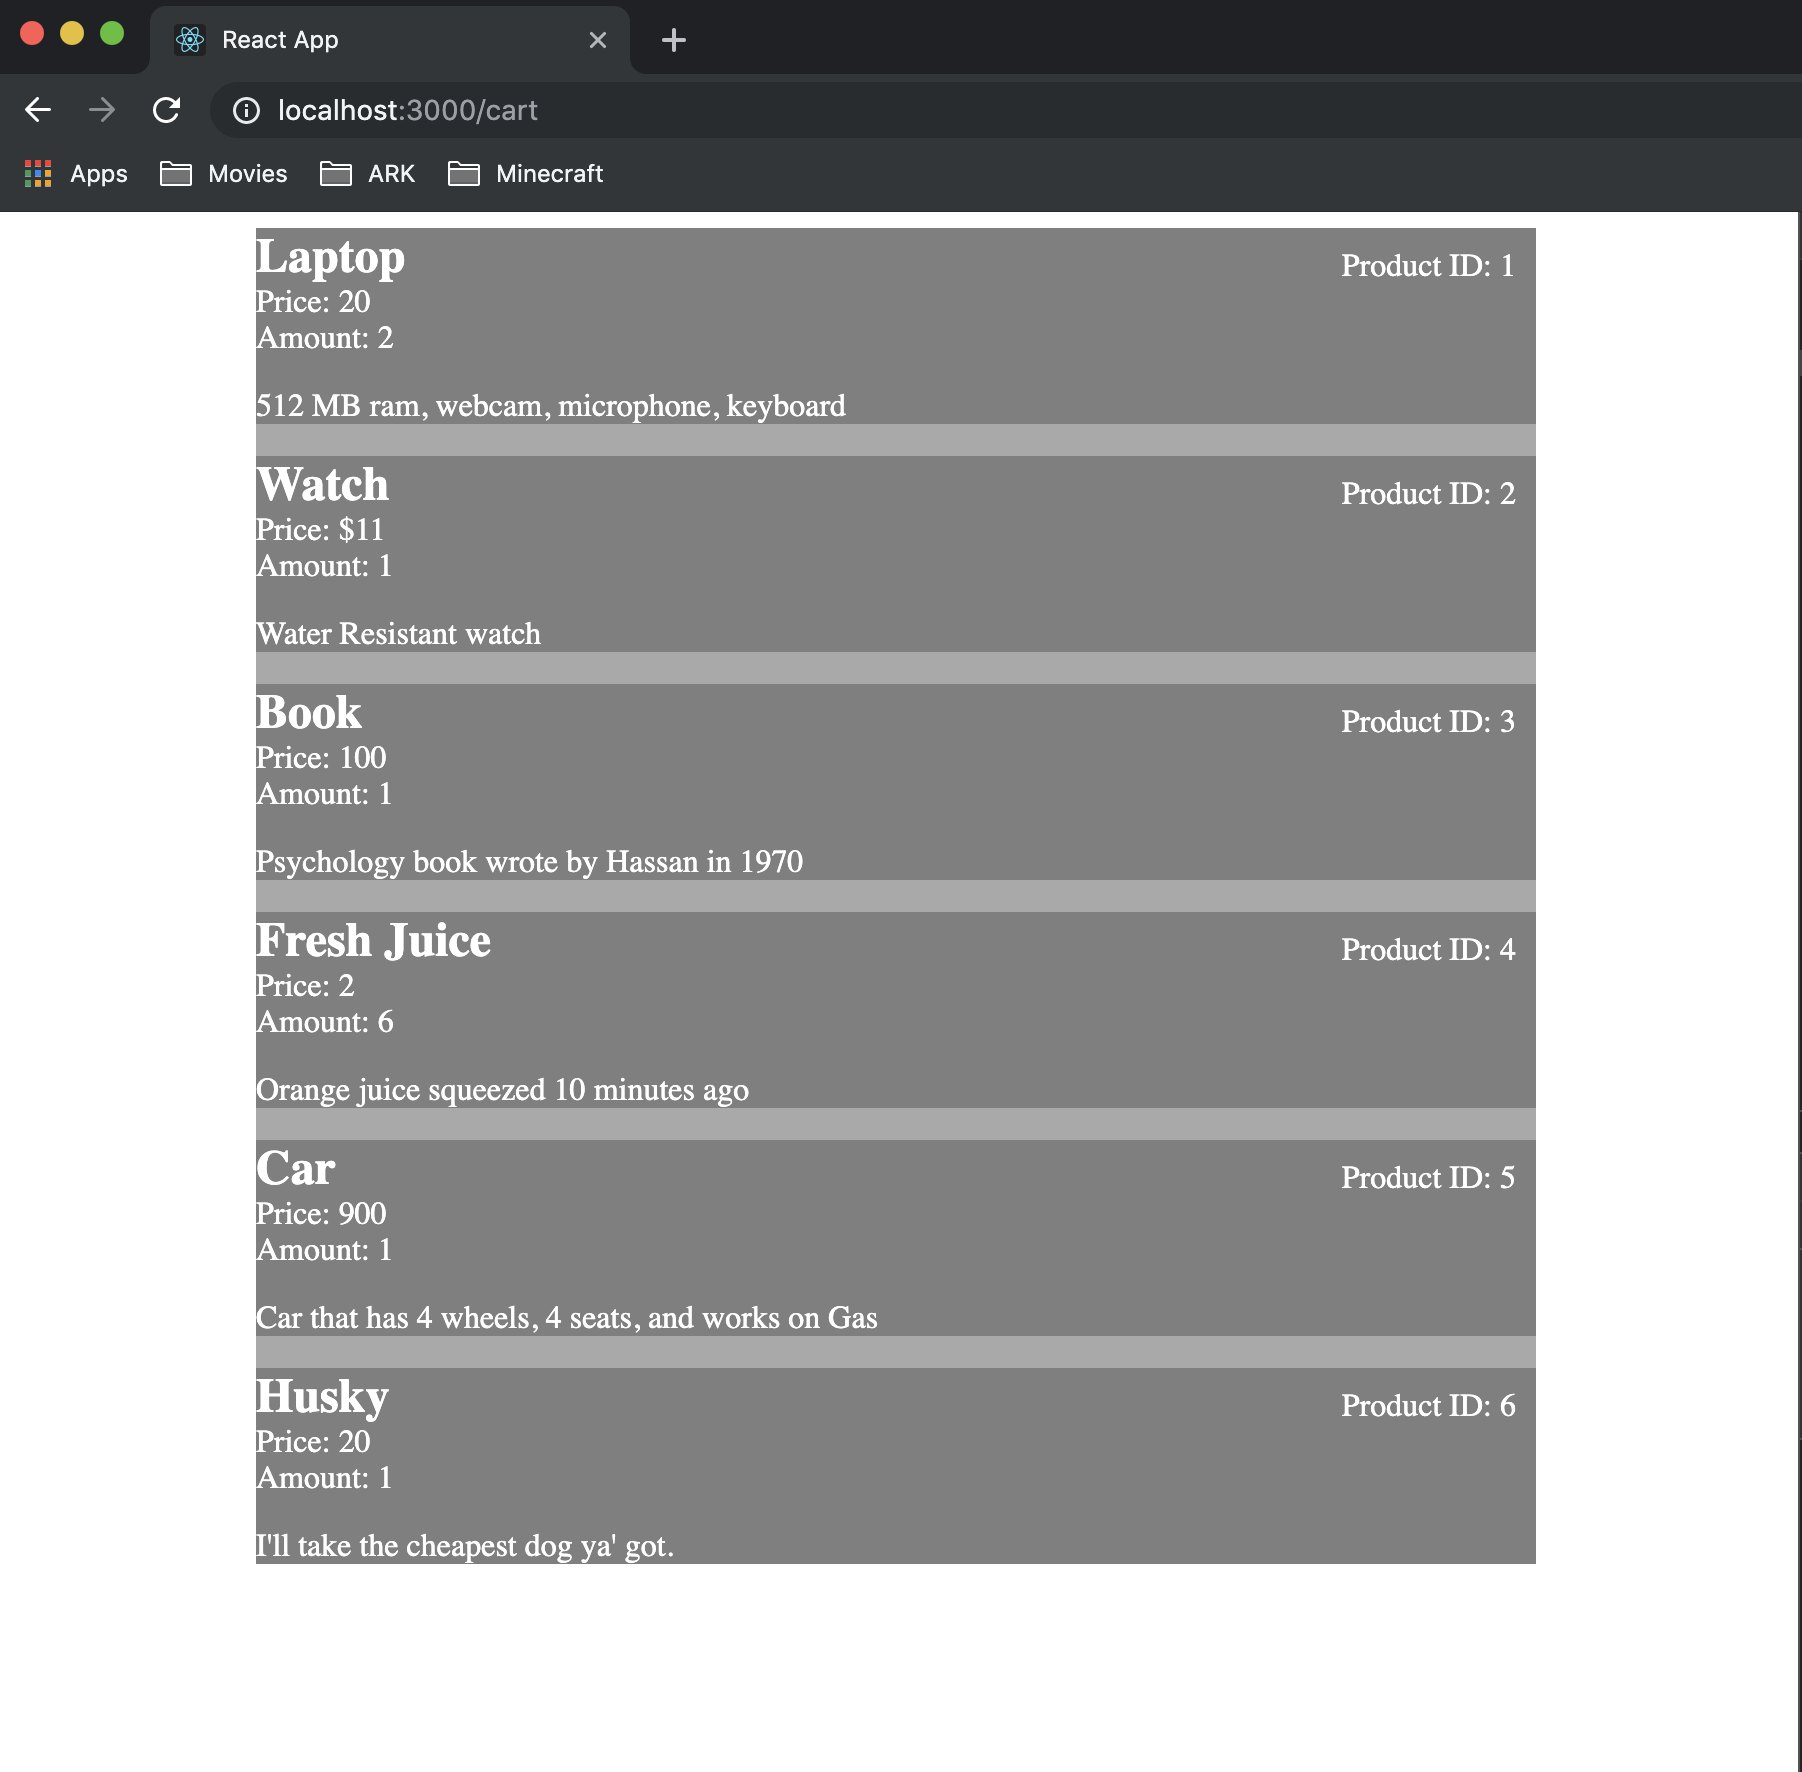 React App
localhost:3000/cart
Apps Movies ARK Minecraft
Laptop
Product ID: 1
Price: 20
Amount: 2
512 MB ram, webcam, microphone, keyboard
Watch
Product ID: 2
Price: $11
Amount: 1
Water Resistant watch
Book
Product ID: 3
Price: 100
Amount: 1
Psychology book wrote by Hassan in 1970
Fresh Juice
Product ID: 4
Price: 2
Amount: 6
Orange juice squeezed 10 minutes ago
Car
Product ID: 5
Price: 900
Amount: 1
Car that has 4 wheels, 4 seats, and works on Gas
Husky
Product ID: 6
Price: 20
Amount: 1
I'll take the cheapest dog ya' got.